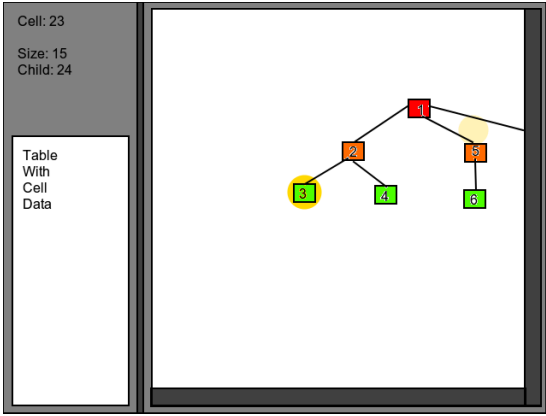 Cell: 23
Size: 15
Child: 24
Table
With
Cell
Data
1
2
5
3
4
6